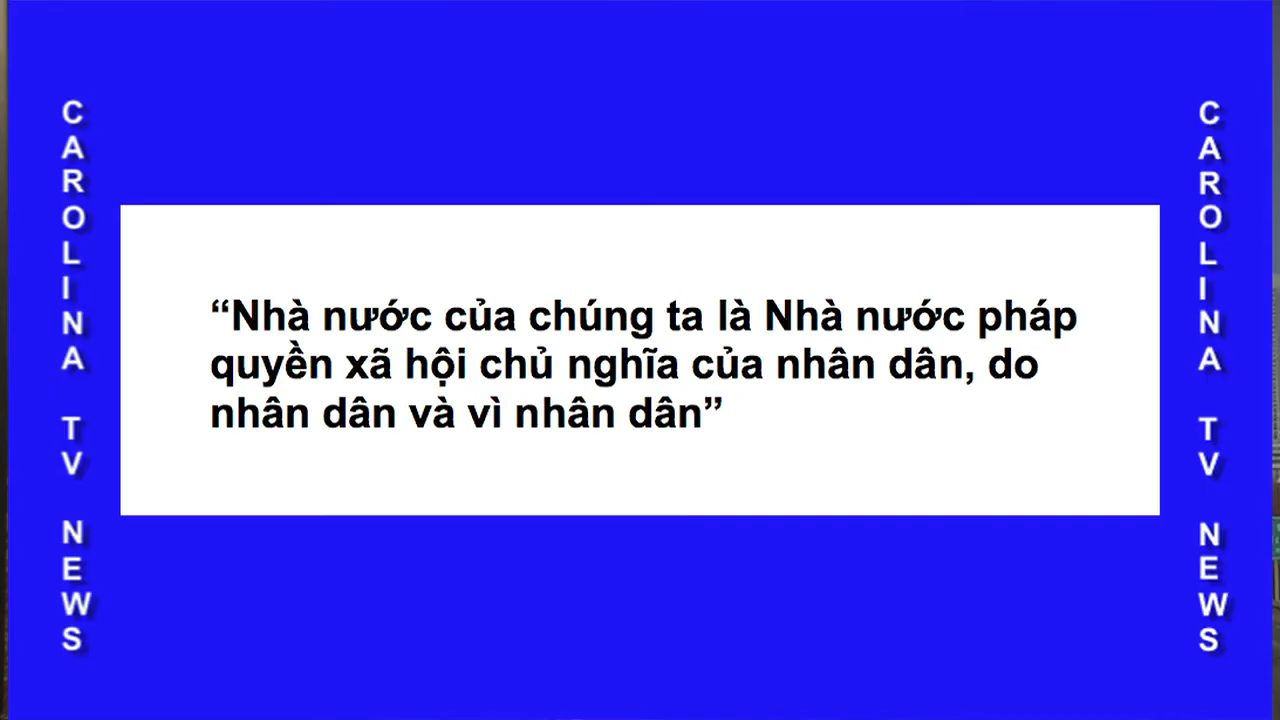 CAROLINA TV NEWS
“Nhà nước của chúng ta là Nhà nước pháp
quyền xã hội chủ nghĩa của nhân dân, do
nhân dân và vì nhân dân”
CAROLINA TV NEWS